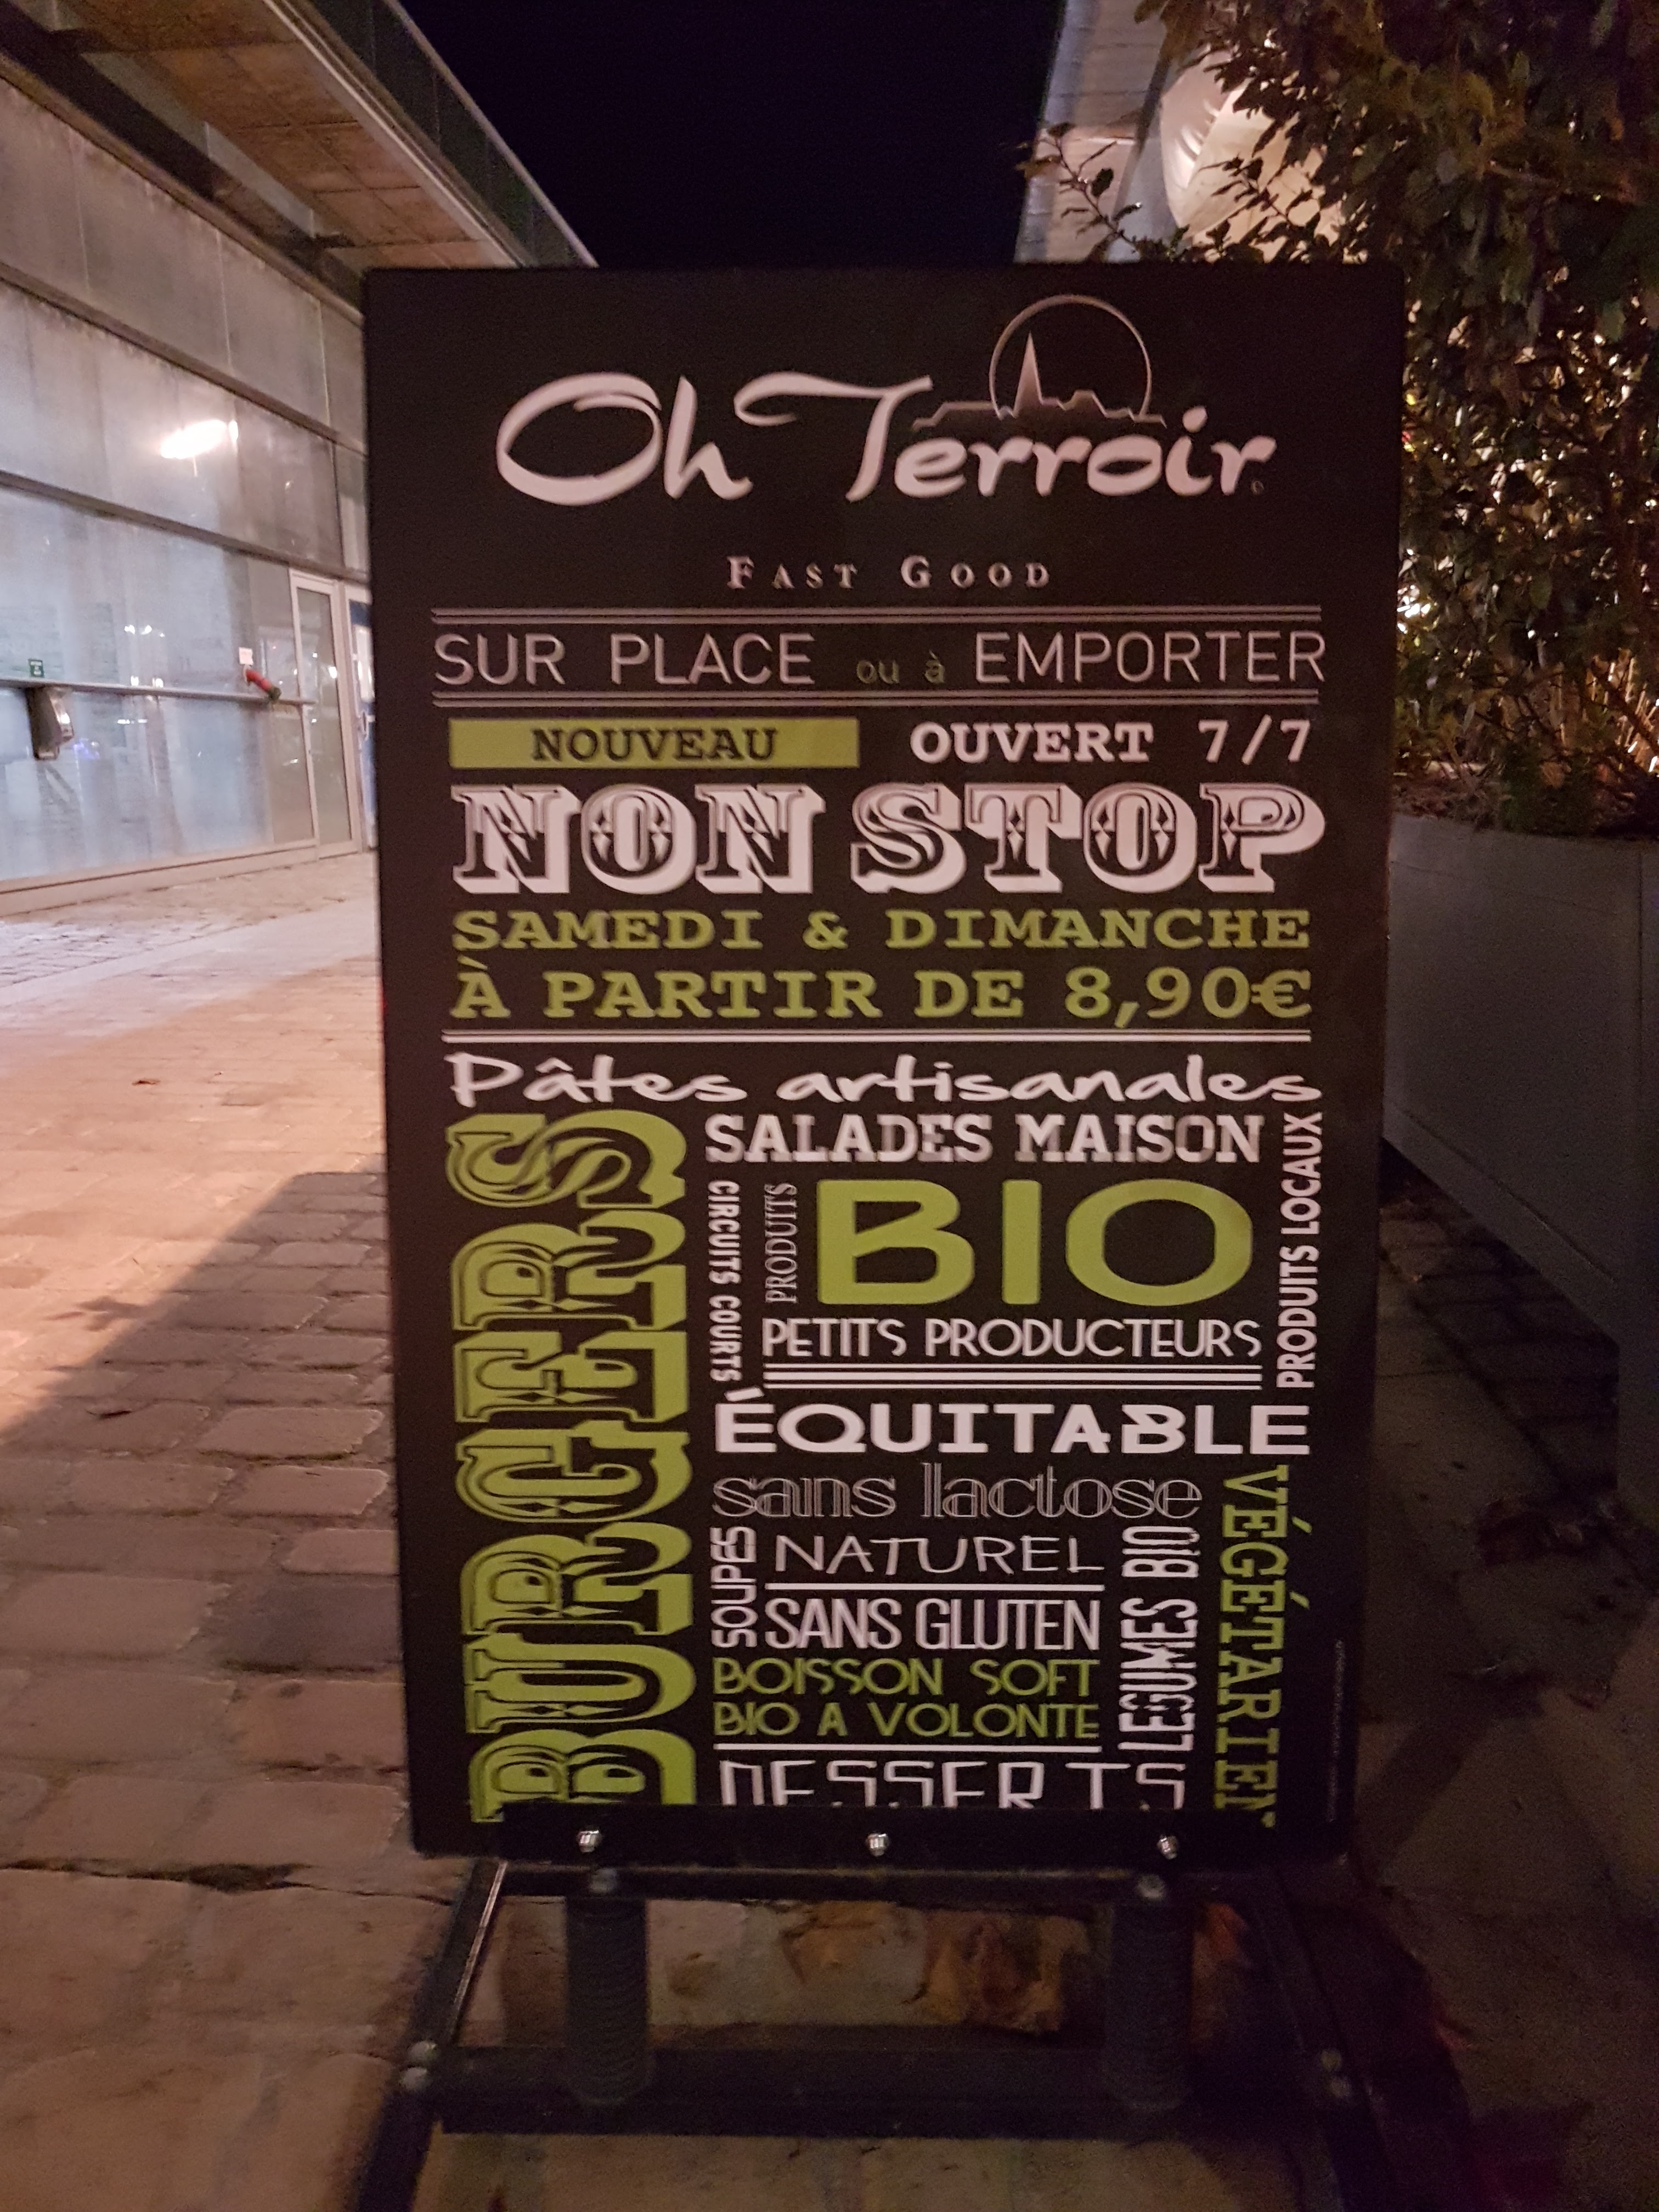 Oh Terroir
FAST GOOD
SUR PLACE ou à EMPORTER
NOUVEAU OUVERT 7/7
NON STOP
SAMEDI & DIMANCHE
À PARTIR DE 8,90€
Pâtes artisanales
BURGERS
SALADES MAISON
CIRCUITS COURTS
PRODUITS
BIO
PRODUITS LOCAUX
PETITS PRODUCTEURS
ÉQUITABLE
sans lactose
VÉGÉTARIEN
SOUPES
NATUREL
LEGUMES BIO
SANS GLUTEN
BOISSON SOFT
BIO A VOLONTE
DESSERTS